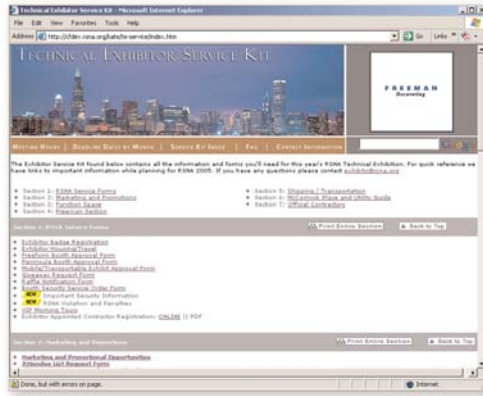 Technical Exhibitor Service Kit - Microsoft Internet Explorer
File Edit View Favorites Tools Help
Address http://cfdev.rsna.org/
Go Links
Technical Exhibitor Service Kit
FREEMAN
Decorating
Meeting Hours | Deadline Dates by Month | Service Kit Index | FAQ | Contact Information
The Exhibitor Service Kit found below contains all the information and forms you'll need for this year's RSNA Technical Exhibition. For quick reference we
have links to important information while planning for RSNA 2005. If you have any questions please contact exhibits@rsna.org
Section 1: RSNA Service Forms
Section 2: Marketing and Promotions
Section 3: Function Space
Section 4: Freeman Section
Section 5: Shipping / Transportation
Section 6: McCormick Place and Utility Guide
Section 7: Official Contractors
Section 1: RSNA Service Forms
Print Entire Section
Back to Top
Exhibitor Badge Registration
Exhibitor Housing/Travel
Freeform Booth Approval Form
Peninsula Booth Approval Form
Mobile/Transportable Exhibit Approval Form
Giveaway Request Form
Raffle Notification Form
Booth Security Service Order Form
NEW Important Security Information
NEW RSNA Violation and Penalties
VIP Morning Tours
Exhibitor Appointed Contractor Registration: ONLINE || PDF
Section 2: Marketing and Promotions
Print Entire Section
Back to Top
Marketing and Promotional Opportunities
Attendee List Request Form
Done, but with errors on page.
Internet